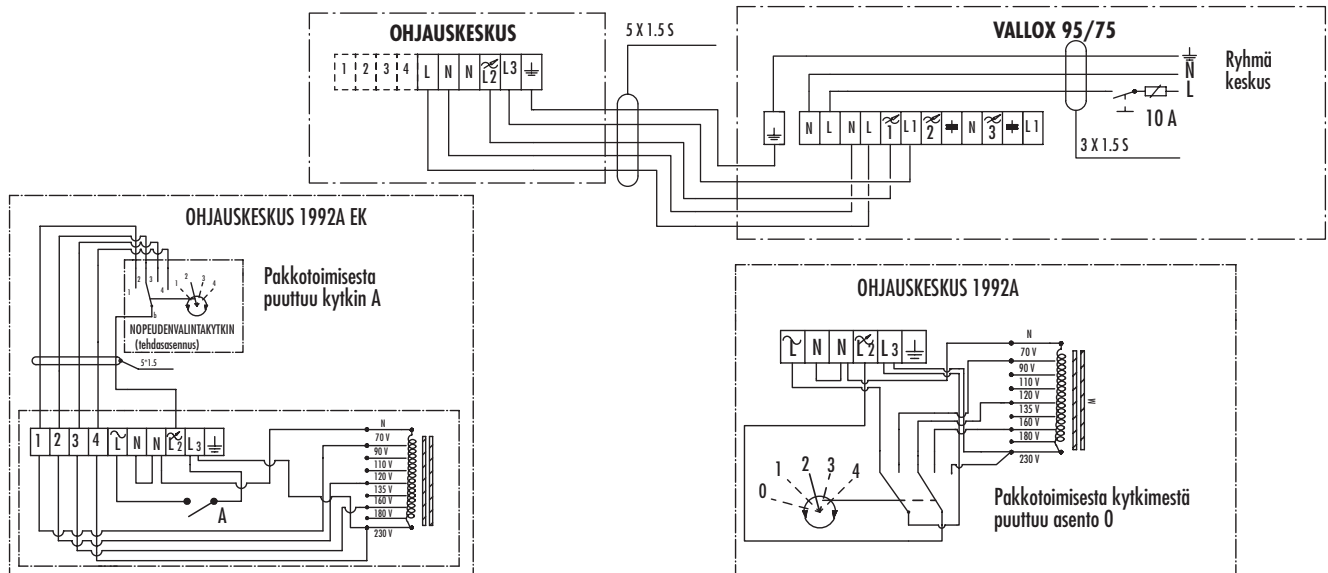 OHJAUSKESKUS
1 2 3 4 L N N L2 L3
5 X 1.5 S
VALLOX 95/75
Ryhmä
keskus
N
L
10 A
N L N L 1 L1 2 N 3 L1
3 X 1.5 S
OHJAUSKESKUS 1992A EK
Pakkotoimisesta
puuttuu kytkin A
1 2 3 4
1 2 3 4
b
NOPEUDENVALINTAKYTKIN
(tehdasasennus)
5*1.5
1 2 3 4 L N N L2 L3
A
N
70 V
90 V
110 V
120 V
135 V
160 V
180 V
230 V
OHJAUSKESKUS 1992A
L N N L2 L3
N
70 V
90 V
110 V
120 V
135 V
160 V
180 V
230 V
M
0 1 2 3 4
Pakkotoimisesta kytkimestä
puuttuu asento 0